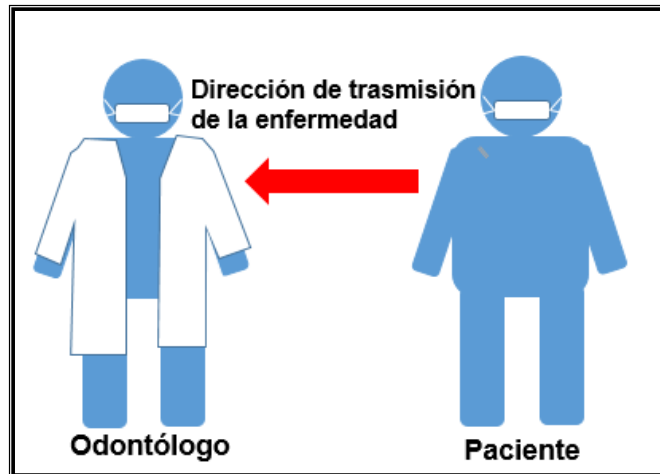 Dirección de trasmisión
de la enfermedad
Odontólogo
Paciente